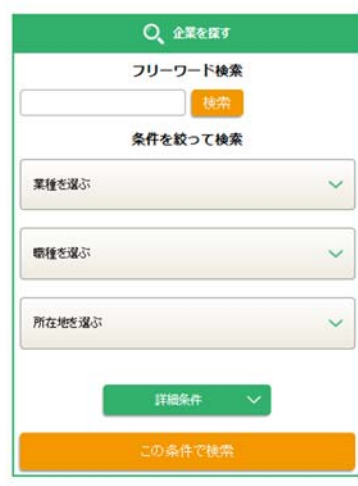 企業を探す
フリーワード検索
検索
条件を絞って検索
業種を選ぶ
職種を選ぶ
所在地を選ぶ
詳細条件
この条件で検索